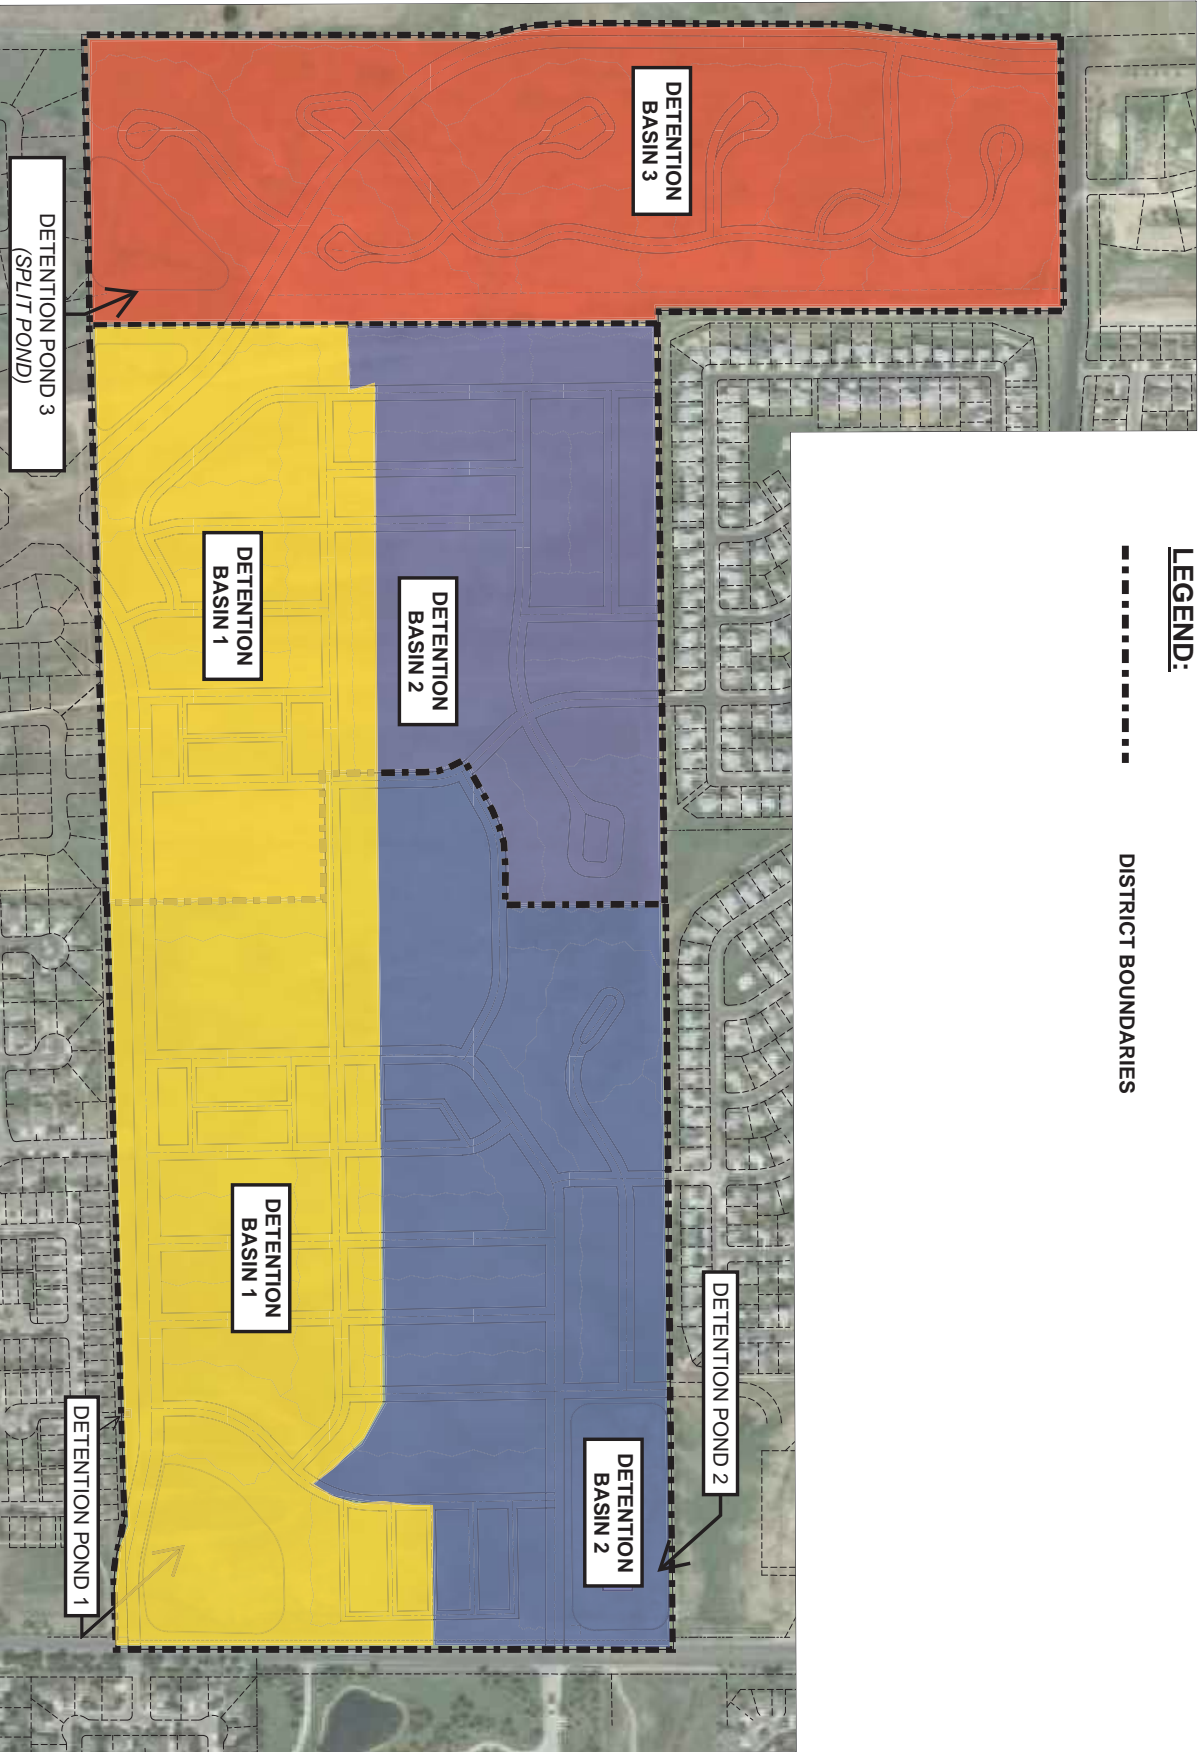 LEGEND:
DISTRICT BOUNDARIES
DETENTION
BASIN 3
DETENTION POND 3
(SPLIT POND)
DETENTION
BASIN 2
DETENTION
BASIN 1
DETENTION POND 2
DETENTION
BASIN 2
DETENTION
BASIN 1
DETENTION POND 1